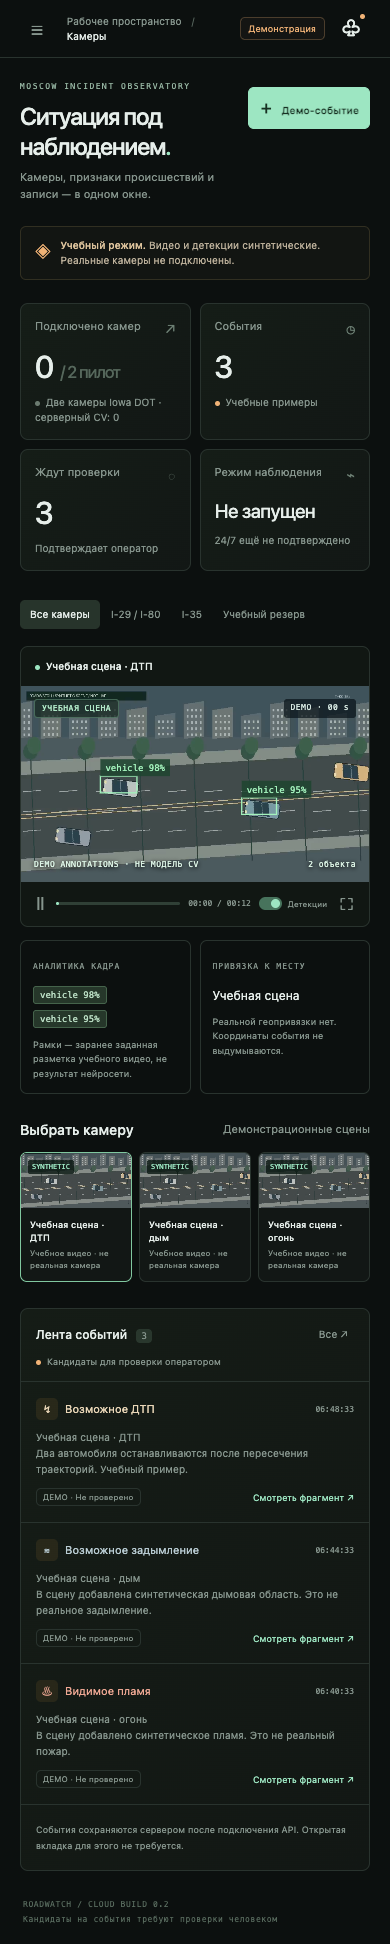 Рабочее пространство /
Камеры
Демонстрация
MOSCOW INCIDENT OBSERVATORY
Ситуация под
наблюдением.
+ Демо-событие
Камеры, признаки происшествий и
записи — в одном окне.
Учебный режим. Видео и детекции синтетические.
Реальные камеры не подключены.
Подключено камер
0 / 2 пилот
Две камеры Iowa DOT ·
серверный CV: 0
События
3
Учебные примеры
Ждут проверки
3
Подтверждает оператор
Режим наблюдения
Не запущен
24/7 ещё не подтверждено
Все камеры
I-29 / I-80
I-35
Учебный резерв
Учебная сцена · ДТП
УЧЕБНАЯ СЦЕНА
DEMO · 00 s
vehicle 98%
vehicle 95%
DEMO ANNOTATIONS · НЕ МОДЕЛЬ CV
2 объекта
00:00 / 00:12
Детекции
АНАЛИТИКА КАДРА
vehicle 98%
vehicle 95%
Рамки — заранее заданная
разметка учебного видео, не
результат нейросети.
ПРИВЯЗКА К МЕСТУ
Учебная сцена
Реальной геопривязки нет.
Координаты события не
выдумываются.
Выбрать камеру
Демонстрационные сцены
SYNTHETIC
Учебная сцена ·
ДТП
Учебное видео · не
реальная камера
SYNTHETIC
Учебная сцена ·
дым
Учебное видео · не
реальная камера
SYNTHETIC
Учебная сцена ·
огонь
Учебное видео · не
реальная камера
Лента событий 3
Все ↗
Кандидаты для проверки оператором
Возможное ДТП
06:48:33
Учебная сцена · ДТП
Два автомобиля останавливаются после пересечения
траекторий. Учебный пример.
ДЕМО · Не проверено
Смотреть фрагмент ↗
Возможное задымление
06:44:33
Учебная сцена · дым
В сцену добавлена синтетическая дымовая область. Это не
реальное задымление.
ДЕМО · Не проверено
Смотреть фрагмент ↗
Видимое пламя
06:40:33
Учебная сцена · огонь
В сцену добавлено синтетическое пламя. Это не реальный
пожар.
ДЕМО · Не проверено
Смотреть фрагмент ↗
События сохраняются сервером после подключения API. Открытая
вкладка для этого не требуется.
ROADWATCH / CLOUD BUILD 0.2
Кандидаты на события требуют проверки человеком